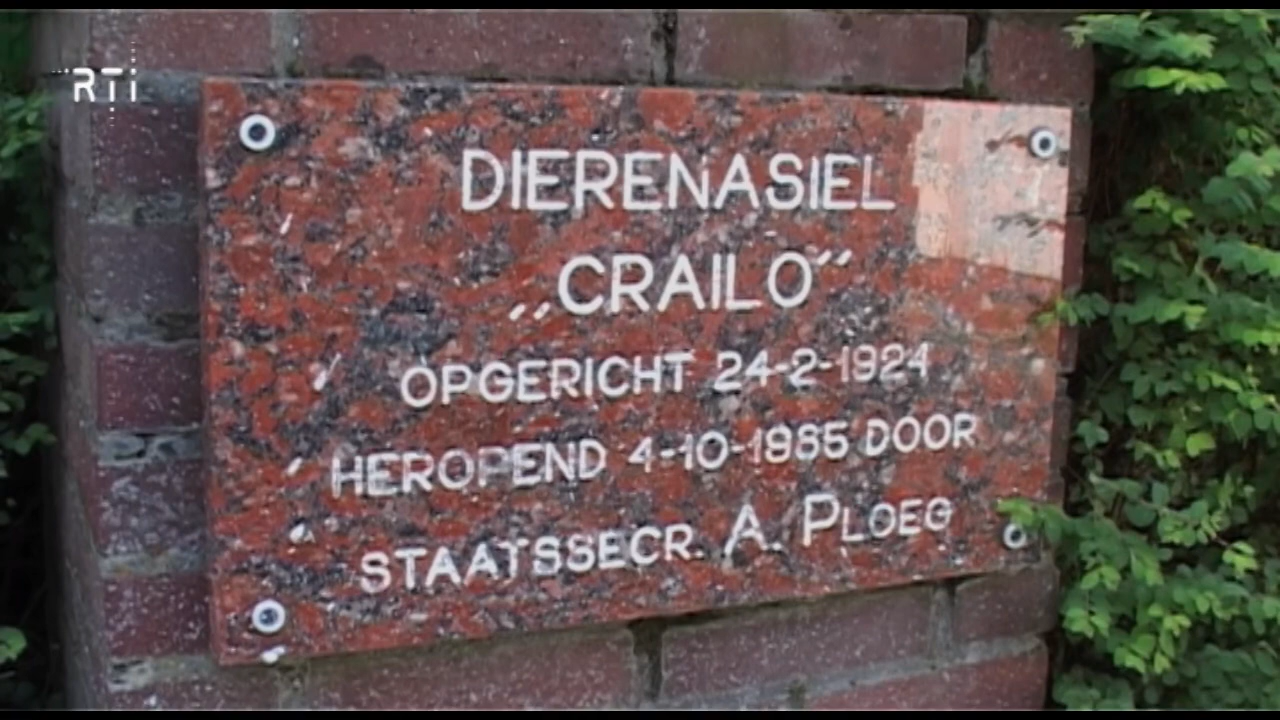 RTi
DIERENASIEL
„CRAILO”
OPGERICHT 24-2-1924
HEROPEND 4-10-1985 DOOR
STAATSSECR. A. PLOEG